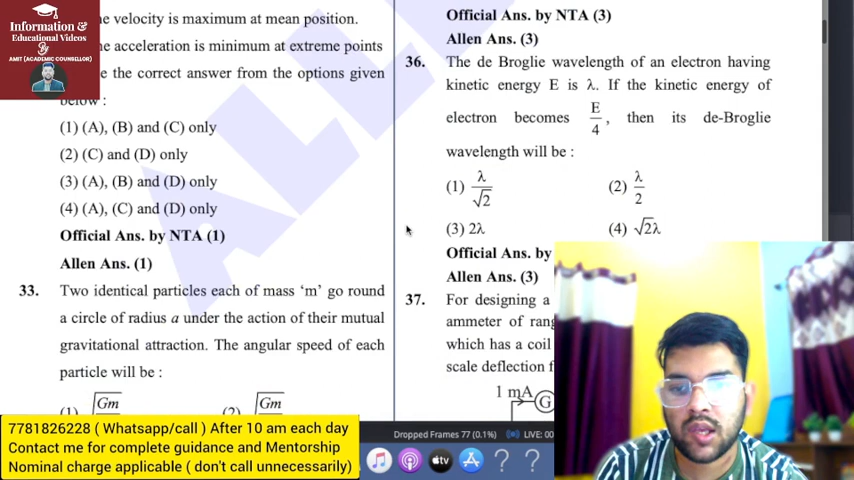 Information &
Educational Videos
By
AMIT (ACADEMIC COUNSELLOR)
e velocity is maximum at mean position.
e acceleration is minimum at extreme points
e the correct answer from the options given
below :
(1) (A), (B) and (C) only
(2) (C) and (D) only
(3) (A), (B) and (D) only
(4) (A), (C) and (D) only
Official Ans. by NTA (1)
Allen Ans. (1)
33. Two identical particles each of mass ‘m’ go round
a circle of radius a under the action of their mutual
gravitational attraction. The angular speed of each
particle will be :
(1) √Gm (2) √Gm
Official Ans. by NTA (3)
Allen Ans. (3)
36. The de Broglie wavelength of an electron having
kinetic energy E is λ. If the kinetic energy of
electron becomes E/4, then its de-Broglie
wavelength will be :
(1) λ/√2 (2) λ/2
(3) 2λ (4) √2λ
Official Ans. by
Allen Ans. (3)
37. For designing a
ammeter of rang
which has a coil
scale deflection f
1 mA G
ALLEN
7781826228 ( Whatsapp/call ) After 10 am each day
Contact me for complete guidance and Mentorship
Nominal charge applicable ( don't call unnecessarily)
Dropped Frames 77 (0.1%) LIVE: 00
tv